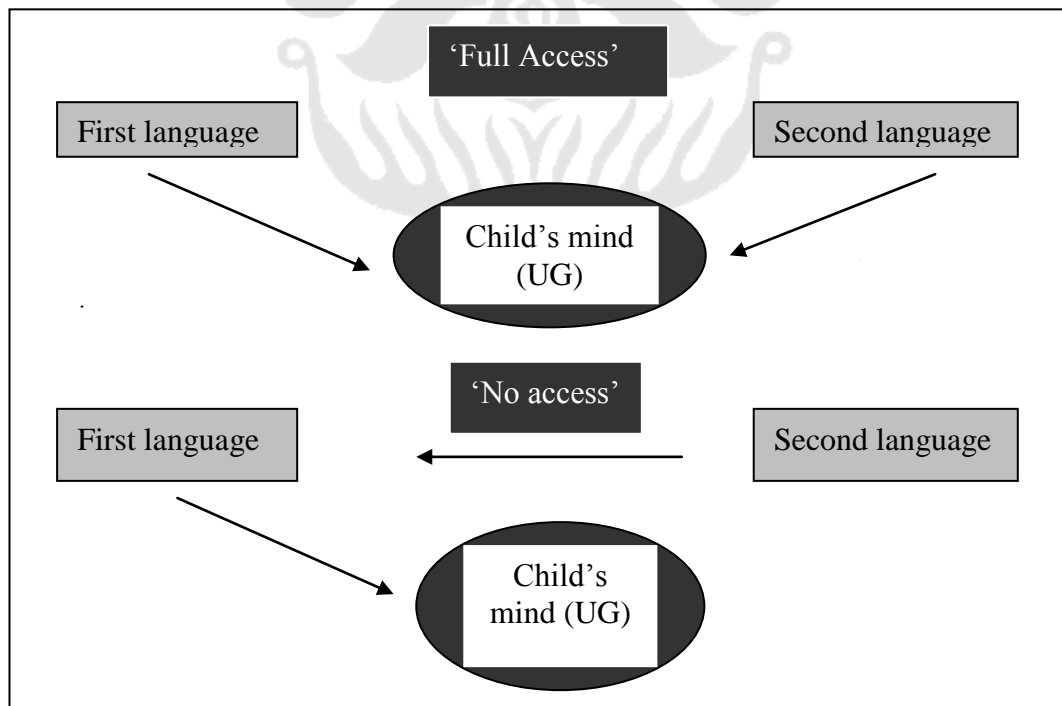 ‘Full Access’
First language
Second language
Child’s mind
(UG)
‘No access’
First language
Second language
Child’s
mind (UG)